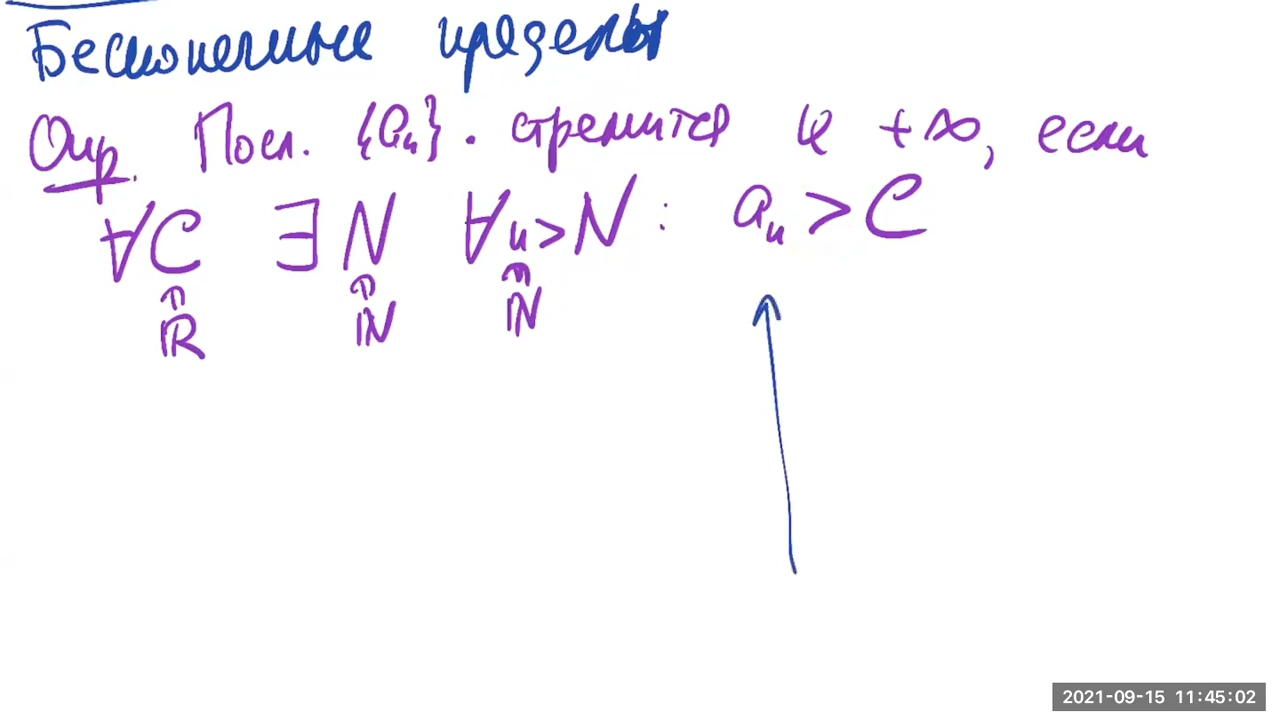 Бесконечные пределы
Опр. Посл. {aₙ}. стремится к +∞, если
∀C ∃N ∀n>N : aₙ > C
∩ ∩ ∩
ℝ ℕ ℕ
2021-09-15 11:45:02